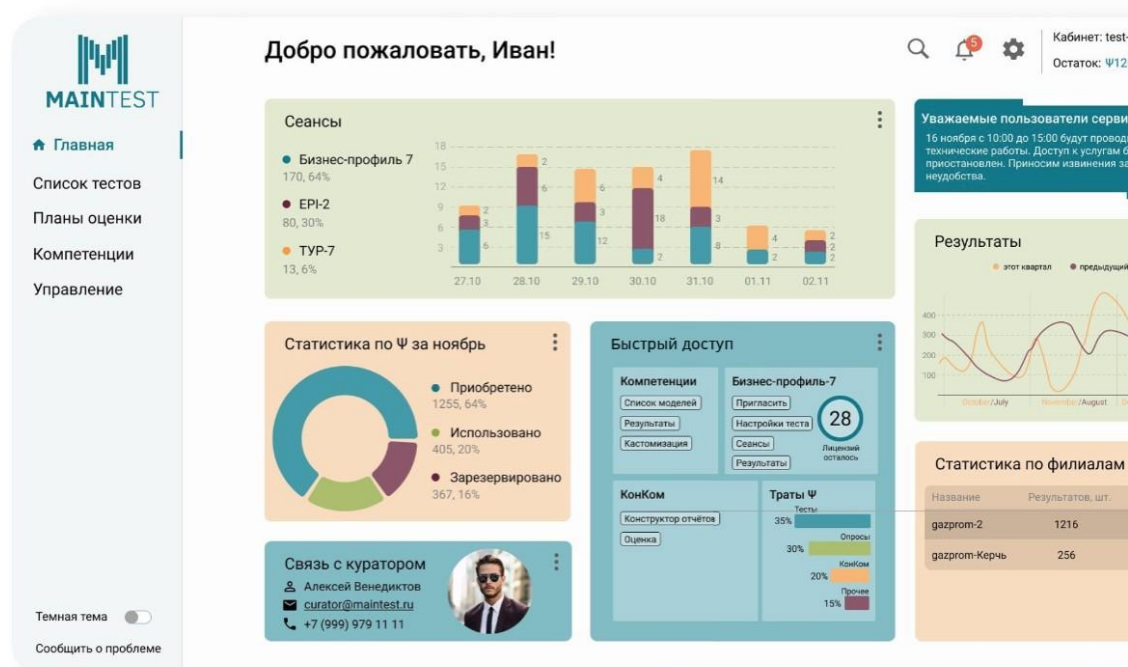 MAINTEST
Главная
Список тестов
Планы оценки
Компетенции
Управление
Темная тема
Сообщить о проблеме
Добро пожаловать, Иван!
5
Кабинет: test-
Остаток: Ψ12
Сеансы
Бизнес-профиль 7
170, 64%
EPI-2
80, 30%
ТУР-7
13, 6%
18
15
12
9
6
3
2
3
6
2
6
15
6
3
12
4
18
2
14
3
8
4
2
2
2
2
27.10 28.10 29.10 30.10 31.10 01.11 02.11
Уважаемые пользователи серви
16 ноября с 10:00 до 15:00 будут провод
технические работы. Доступ к услугам б
приостановлен. Приносим извинения за
неудобства.
Результаты
этот квартал предыдущий
400
300
200
100
October/July November/August
Статистика по Ψ за ноябрь
Приобретено
1255, 64%
Использовано
405, 20%
Зарезервировано
367, 16%
Быстрый доступ
Компетенции
Список моделей
Результаты
Кастомизация
Бизнес-профиль-7
Пригласить
Настройки теста
Сеансы
Результаты
28
Лицензий
осталось
КонКом
Конструктор отчётов
Оценка
Траты Ψ
Тесты
35%
Опросы
30%
КонКом
20%
Прочее
15%
Статистика по филиалам
Название Результатов, шт.
gazprom-2 1216
gazprom-Керчь 256
Связь с куратором
Алексей Венедиктов
curator@maintest.ru
+7 (999) 979 11 11